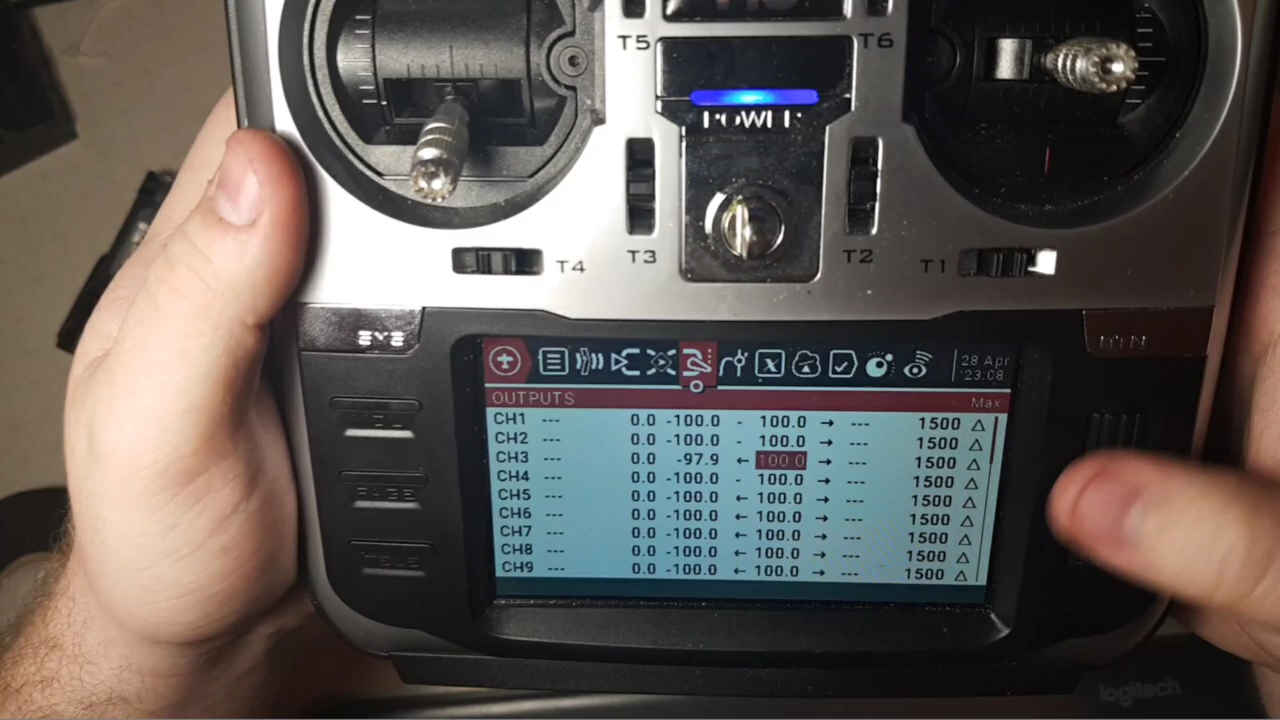 T5
T6
POWER
T4
T3
T2
T1
SYS
28 Apr
23:08
OUTPUTS
Max
CH1 --- 0.0 -100.0 - 100.0 → --- 1500 △
CH2 --- 0.0 -100.0 - 100.0 → --- 1500 △
CH3 --- 0.0 -97.9 ← 100.0 → --- 1500 △
CH4 --- 0.0 -100.0 - 100.0 → --- 1500 △
CH5 --- 0.0 -100.0 ← 100.0 → --- 1500 △
CH6 --- 0.0 -100.0 ← 100.0 → --- 1500 △
CH7 --- 0.0 -100.0 ← 100.0 → --- 1500 △
CH8 --- 0.0 -100.0 ← 100.0 → --- 1500 △
CH9 --- 0.0 -100.0 ← 100.0 → --- 1500 △
PAGE
TELE
logitech